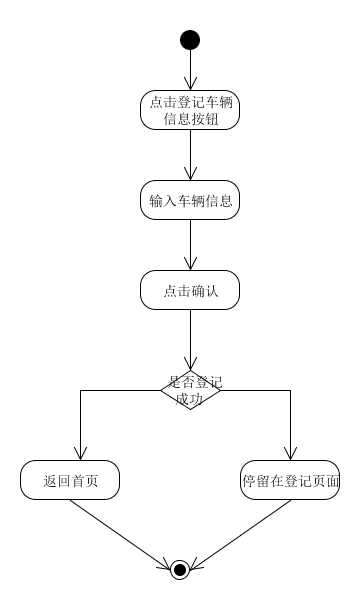 点击登记车辆
信息按钮
输入车辆信息
点击确认
是否登记
成功
返回首页
停留在登记页面